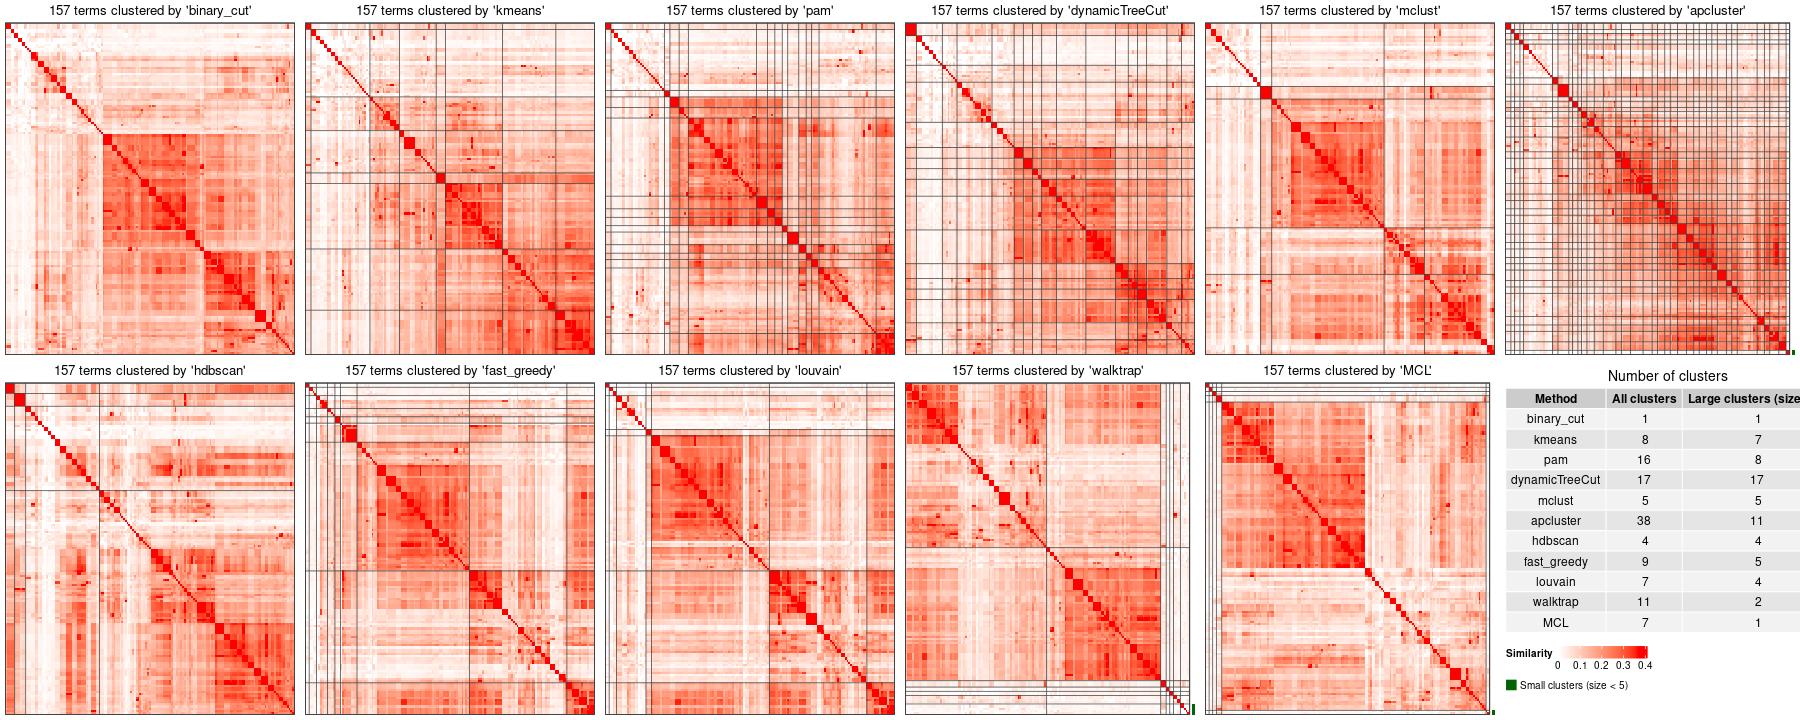 157 terms clustered by 'binary_cut'
157 terms clustered by 'kmeans'
157 terms clustered by 'pam'
157 terms clustered by 'dynamicTreeCut'
157 terms clustered by 'mclust'
157 terms clustered by 'apcluster'
157 terms clustered by 'hdbscan'
157 terms clustered by 'fast_greedy'
157 terms clustered by 'louvain'
157 terms clustered by 'walktrap'
157 terms clustered by 'MCL'
Number of clusters
Method All clusters Large clusters (size
binary_cut 1 1
kmeans 8 7
pam 16 8
dynamicTreeCut 17 17
mclust 5 5
apcluster 38 11
hdbscan 4 4
fast_greedy 9 5
louvain 7 4
walktrap 11 2
MCL 7 1
Similarity
0 0.1 0.2 0.3 0.4
Small clusters (size < 5)